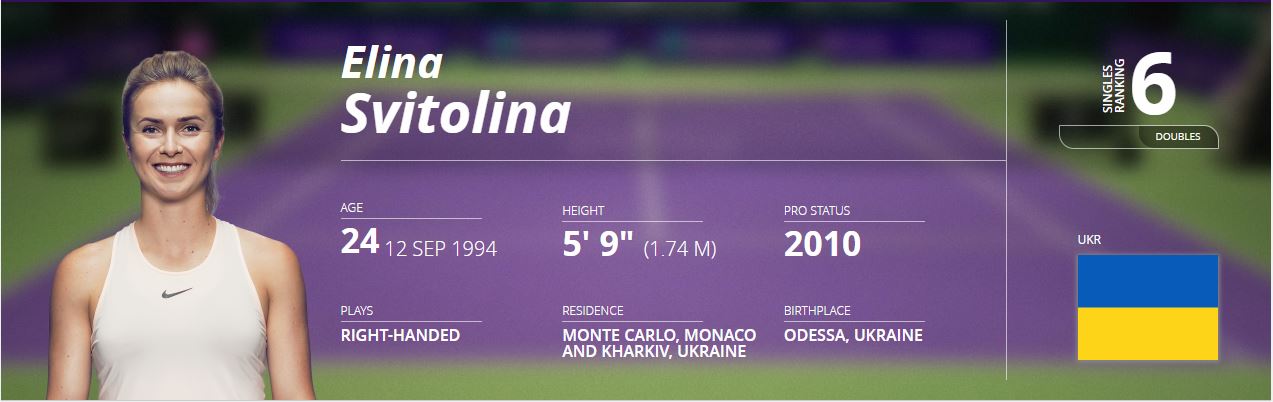 Elina
Svitolina
SINGLES
RANKING
6
DOUBLES
AGE
24 12 SEP 1994
HEIGHT
5' 9" (1.74 M)
PRO STATUS
2010
PLAYS
RIGHT-HANDED
RESIDENCE
MONTE CARLO, MONACO
AND KHARKIV, UKRAINE
BIRTHPLACE
ODESSA, UKRAINE
UKR